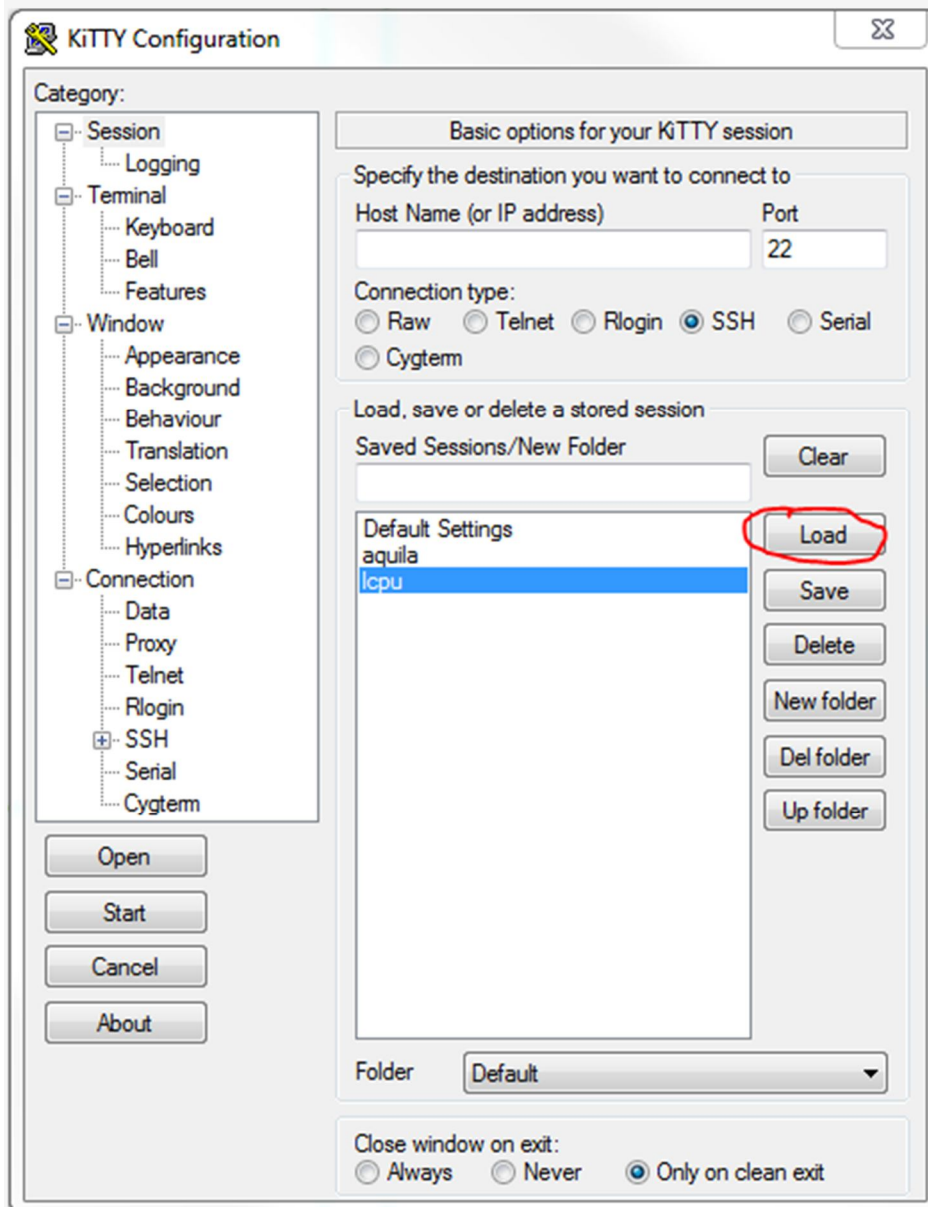 KiTTY Configuration
Category:
Session
Logging
Terminal
Keyboard
Bell
Features
Window
Appearance
Background
Behaviour
Translation
Selection
Colours
Hyperlinks
Connection
Data
Proxy
Telnet
Rlogin
SSH
Serial
Cygterm
Open
Start
Cancel
About
Basic options for your KiTTY session
Specify the destination you want to connect to
Host Name (or IP address) Port
22
Connection type:
Raw Telnet Rlogin SSH Serial
Cygterm
Load, save or delete a stored session
Saved Sessions/New Folder
Clear
Default Settings
aquila
lcpu
Load
Save
Delete
New folder
Del folder
Up folder
Folder Default
Close window on exit:
Always Never Only on clean exit